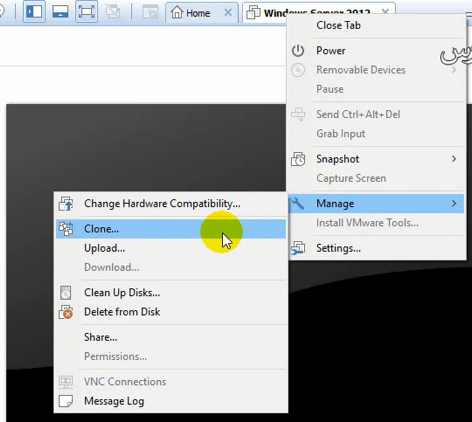 Home
Windows Server 2012
Close Tab
Power
Removable Devices
Pause
Send Ctrl+Alt+Del
Grab Input
Snapshot
Capture Screen
Manage
Install VMware Tools...
Settings...
Change Hardware Compatibility...
Clone...
Upload...
Download...
Clean Up Disks...
Delete from Disk
Share...
Permissions...
VNC Connections
Message Log